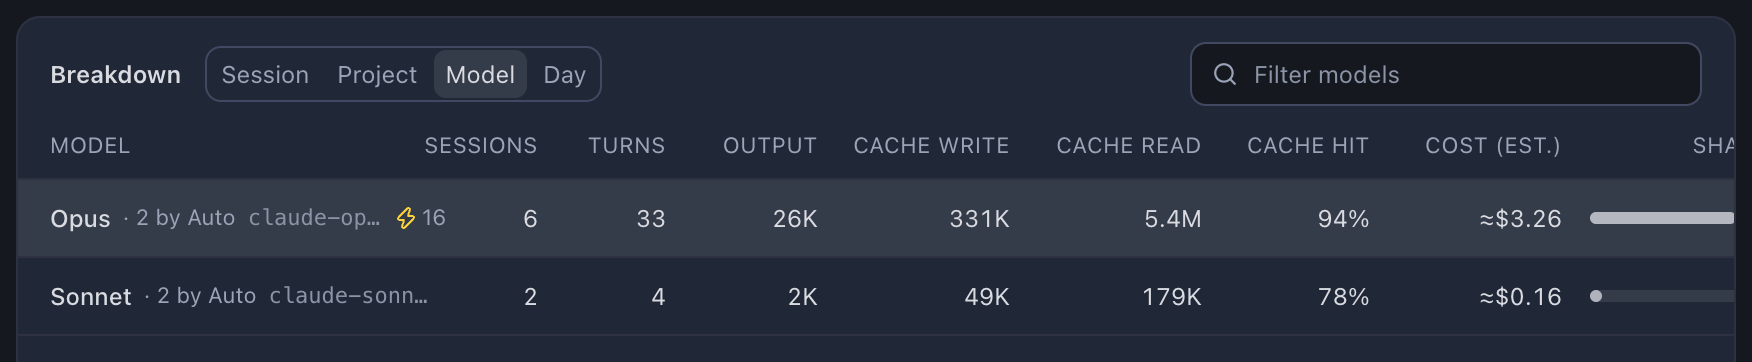 Breakdown Session Project Model Day Filter models
MODEL SESSIONS TURNS OUTPUT CACHE WRITE CACHE READ CACHE HIT COST (EST.) SHA
Opus · 2 by Auto claude-op… 16 6 33 26K 331K 5.4M 94% ≈$3.26
Sonnet · 2 by Auto claude-sonn… 2 4 2K 49K 179K 78% ≈$0.16